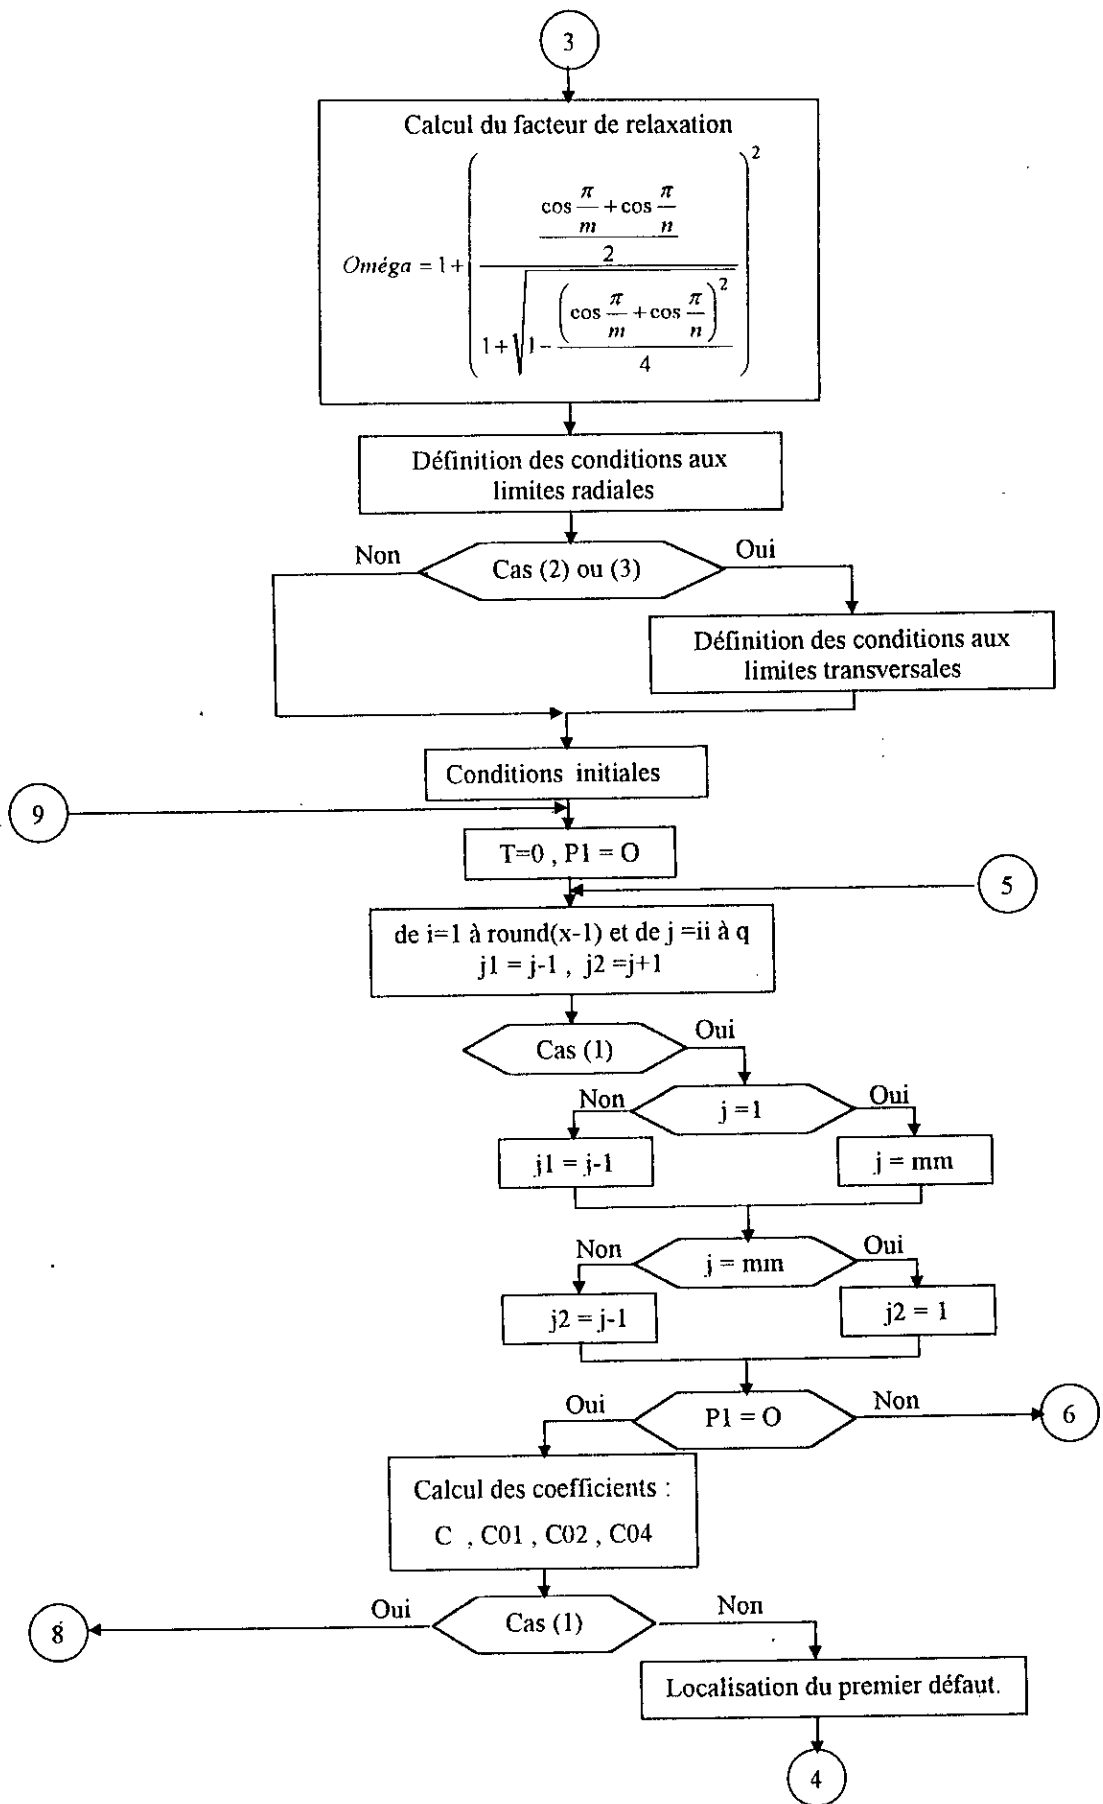 3
Calcul du facteur de relaxation
Oméga = 1 + ( ((cos π/m + cos π/n) / 2) / (1 + √(1 - (cos π/m + cos π/n)² / 4)) )²
Définition des conditions aux
limites radiales
Non
Cas (2) ou (3)
Oui
Définition des conditions aux
limites transversales
Conditions initiales
9
T=0 , P1 = O
5
de i=1 à round(x-1) et de j =ii à q
j1 = j-1 , j2 =j+1
Cas (1)
Oui
Non
j =1
Oui
j1 = j-1
j = mm
Non
j = mm
Oui
j2 = j-1
j2 = 1
Oui
P1 = O
Non
6
Calcul des coefficients :
C , C01 , C02 , C04
8
Oui
Cas (1)
Non
Localisation du premier défaut.
4